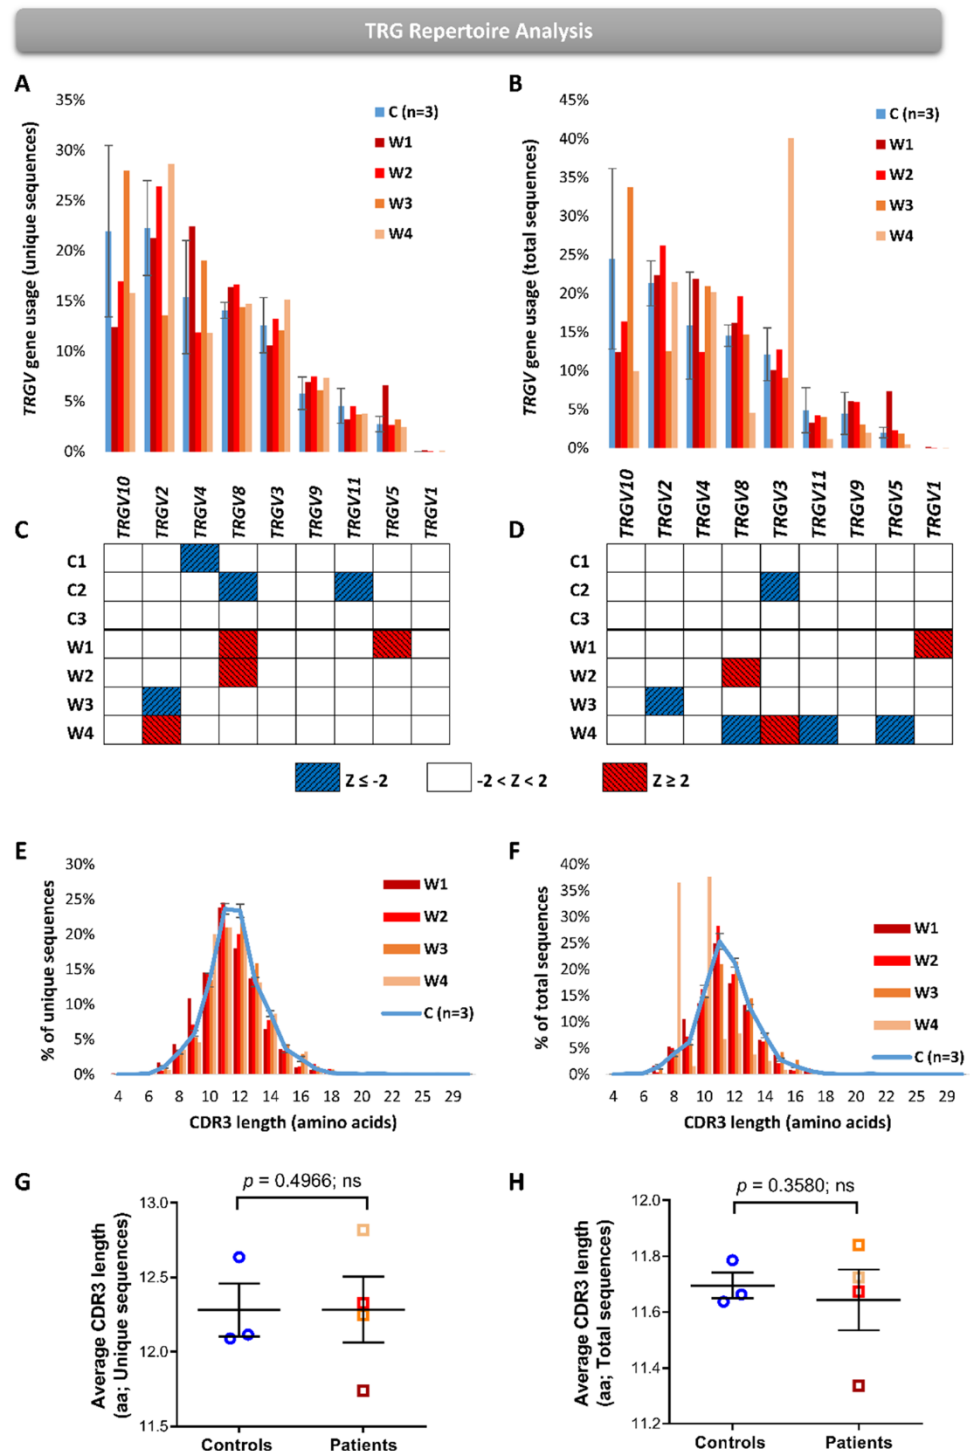 TRG Repertoire Analysis
A
TRGV gene usage (unique sequences)
35%
30%
25%
20%
15%
10%
5%
0%
C (n=3)
W1
W2
W3
W4
B
TRGV gene usage (total sequences)
45%
40%
35%
30%
25%
20%
15%
10%
5%
0%
C (n=3)
W1
W2
W3
W4
C
TRGV10
TRGV2
TRGV4
TRGV8
TRGV3
TRGV9
TRGV11
TRGV5
TRGV1
C1
C2
C3
W1
W2
W3
W4
D
TRGV10
TRGV2
TRGV4
TRGV8
TRGV3
TRGV11
TRGV9
TRGV5
TRGV1
C1
C2
C3
W1
W2
W3
W4
Z ≤ -2
-2 < Z < 2
Z ≥ 2
E
% of unique sequences
30%
25%
20%
15%
10%
5%
0%
W1
W2
W3
W4
C (n=3)
4 6 8 10 12 14 16 18 20 22 25 29
CDR3 length (amino acids)
F
% of total sequences
40%
35%
30%
25%
20%
15%
10%
5%
0%
W1
W2
W3
W4
C (n=3)
4 6 8 10 12 14 16 18 20 22 25 29
CDR3 length (amino acids)
G
p = 0.4966; ns
Average CDR3 length
(aa; Unique sequences)
13.0
12.5
12.0
11.5
Controls Patients
H
p = 0.3580; ns
Average CDR3 length
(aa; Total sequences)
12.0
11.8
11.6
11.4
11.2
Controls Patients